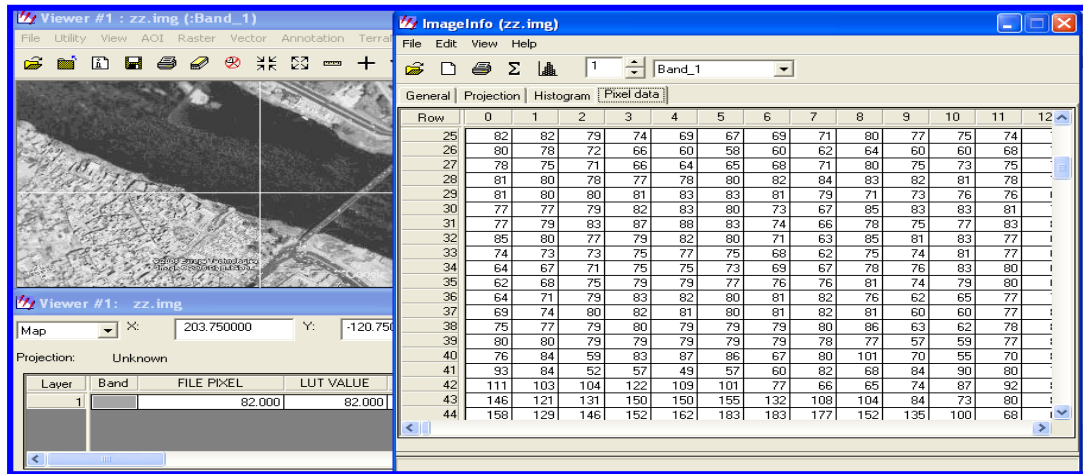 Viewer #1 : zz.img (:Band_1)
File Utility View AOI Raster Vector Annotation Terra
Viewer #1: zz.img
Map X: 203.750000 Y: -120.750
Projection: Unknown
Layer Band FILE PIXEL LUT VALUE
1 82.000 82.000
ImageInfo (zz.img)
File Edit View Help
Σ 1 Band_1
General Projection Histogram Pixel data
Row 0 1 2 3 4 5 6 7 8 9 10 11 12
25 82 82 79 74 69 67 69 71 80 77 75 74
26 80 78 72 66 60 58 60 62 64 60 60 68
27 78 75 71 66 64 65 68 71 80 75 73 75
28 81 80 78 77 78 80 82 84 83 82 81 78
29 81 80 80 81 83 83 81 79 71 73 76 76
30 77 77 79 82 83 80 73 67 85 83 83 81
31 77 79 83 87 88 83 74 66 78 75 77 83
32 85 80 77 79 82 80 71 63 85 81 83 77
33 74 73 73 75 77 75 68 62 75 74 81 77
34 64 67 71 75 75 73 69 67 78 76 83 80
35 62 68 75 79 79 77 76 76 81 74 79 80
36 64 71 79 83 82 80 81 82 76 62 65 77
37 69 74 80 82 81 80 81 82 81 60 60 77
38 75 77 79 80 79 79 79 80 86 63 62 78
39 80 80 79 79 79 79 79 78 77 57 59 77
40 76 84 59 83 87 86 67 80 101 70 55 70
41 93 84 52 57 49 57 60 82 68 84 90 80
42 111 103 104 122 109 101 77 66 65 74 87 92
43 146 121 131 150 150 155 132 108 104 84 73 80
44 158 129 146 152 162 183 183 177 152 135 100 68